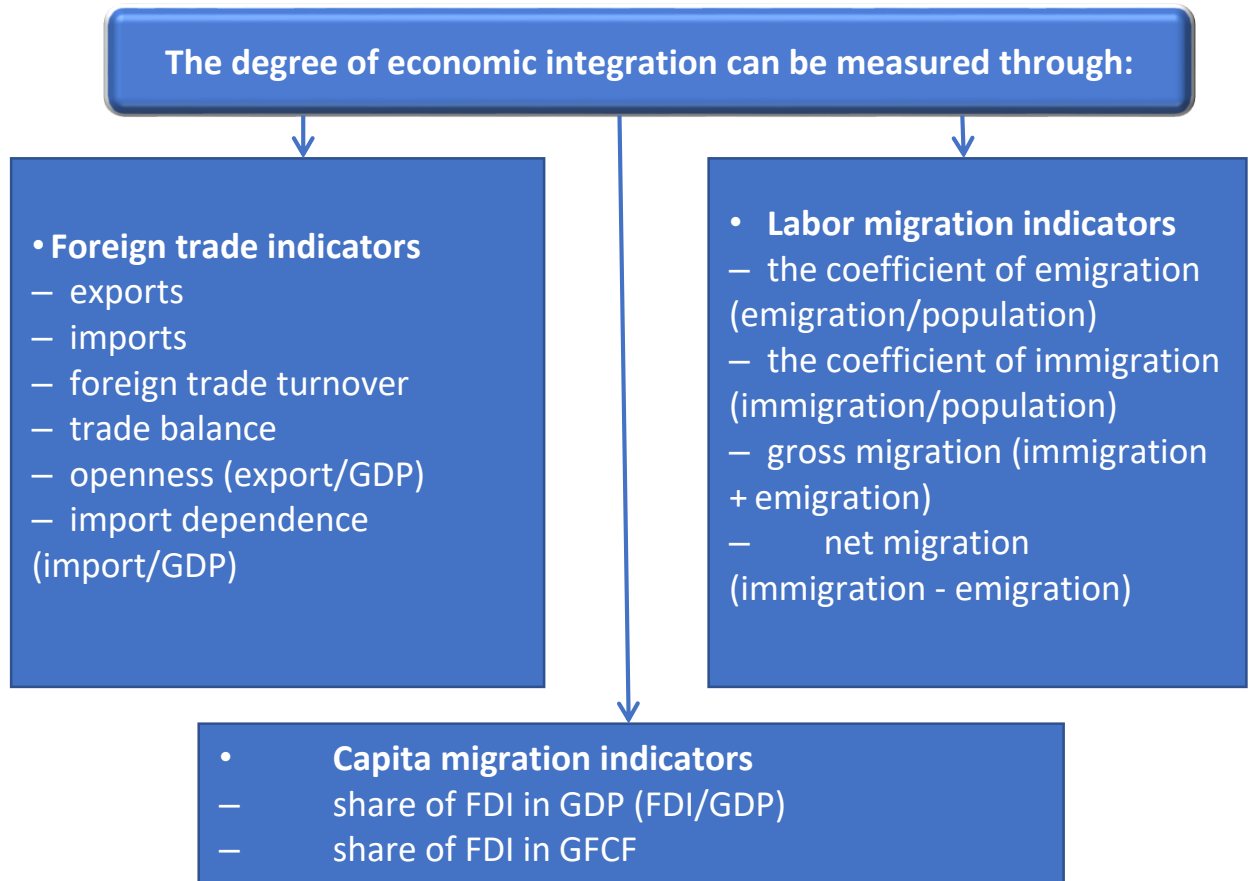 The degree of economic integration can be measured through:
• Foreign trade indicators
– exports
– imports
– foreign trade turnover
– trade balance
– openness (export/GDP)
– import dependence
(import/GDP)
• Labor migration indicators
– the coefficient of emigration
(emigration/population)
– the coefficient of immigration
(immigration/population)
– gross migration (immigration
+ emigration)
– net migration
(immigration - emigration)
• Capita migration indicators
– share of FDI in GDP (FDI/GDP)
– share of FDI in GFCF